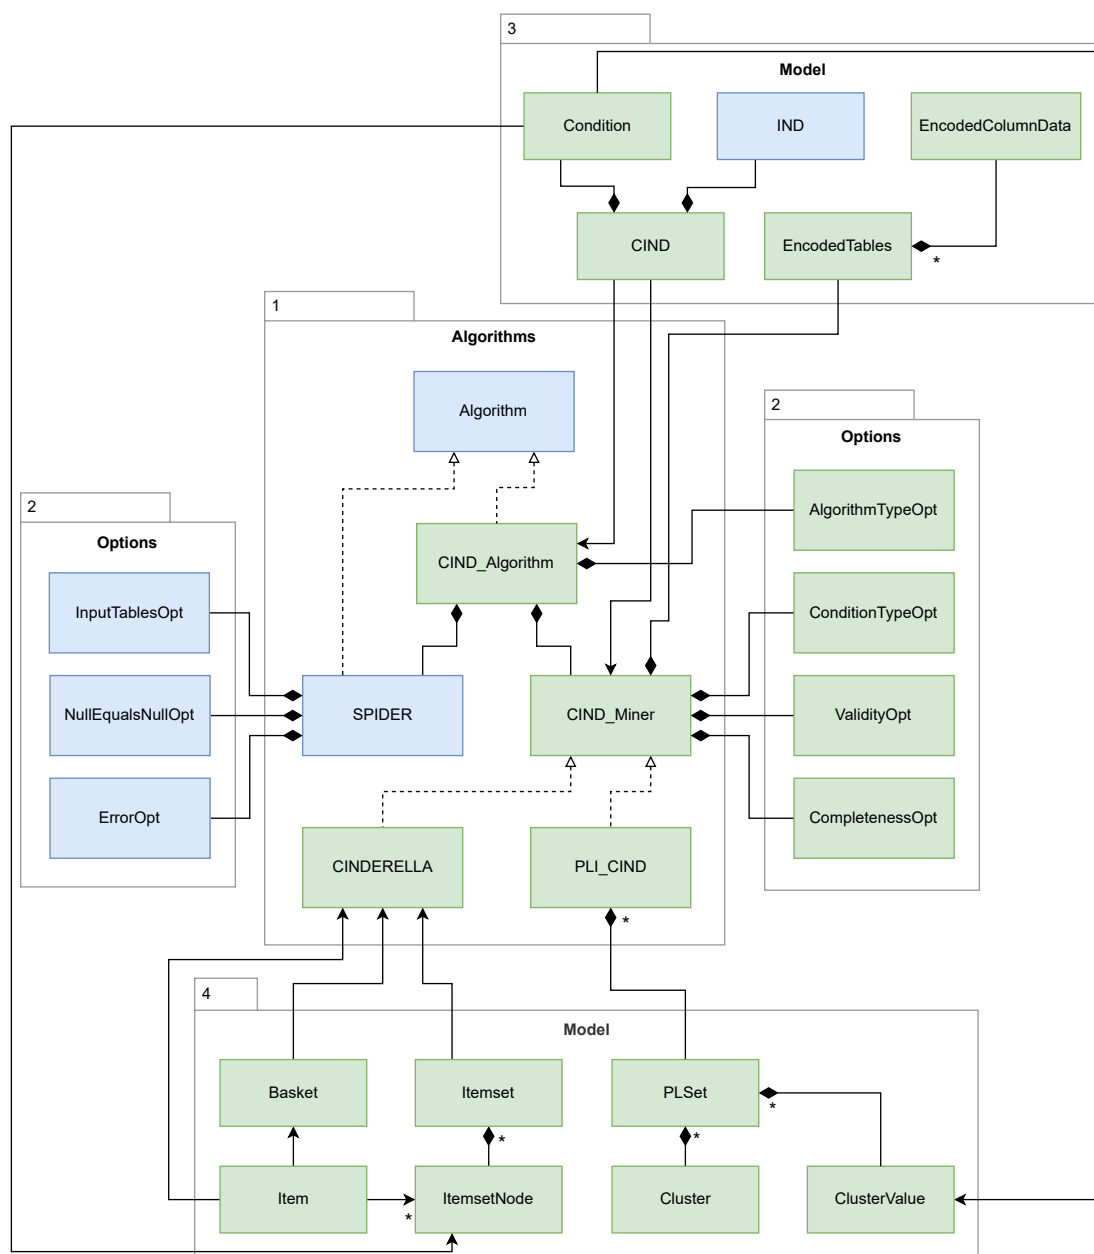 3
Model
Condition
IND
EncodedColumnData
CIND
EncodedTables
*
1
Algorithms
Algorithm
2
Options
AlgorithmTypeOpt
2
Options
CIND_Algorithm
InputTablesOpt
ConditionTypeOpt
NullEqualsNullOpt
SPIDER
CIND_Miner
ValidityOpt
ErrorOpt
CompletenessOpt
CINDERELLA
PLI_CIND
*
4
Model
Basket
Itemset
PLSet
*
*
*
Item
ItemsetNode
Cluster
ClusterValue
*